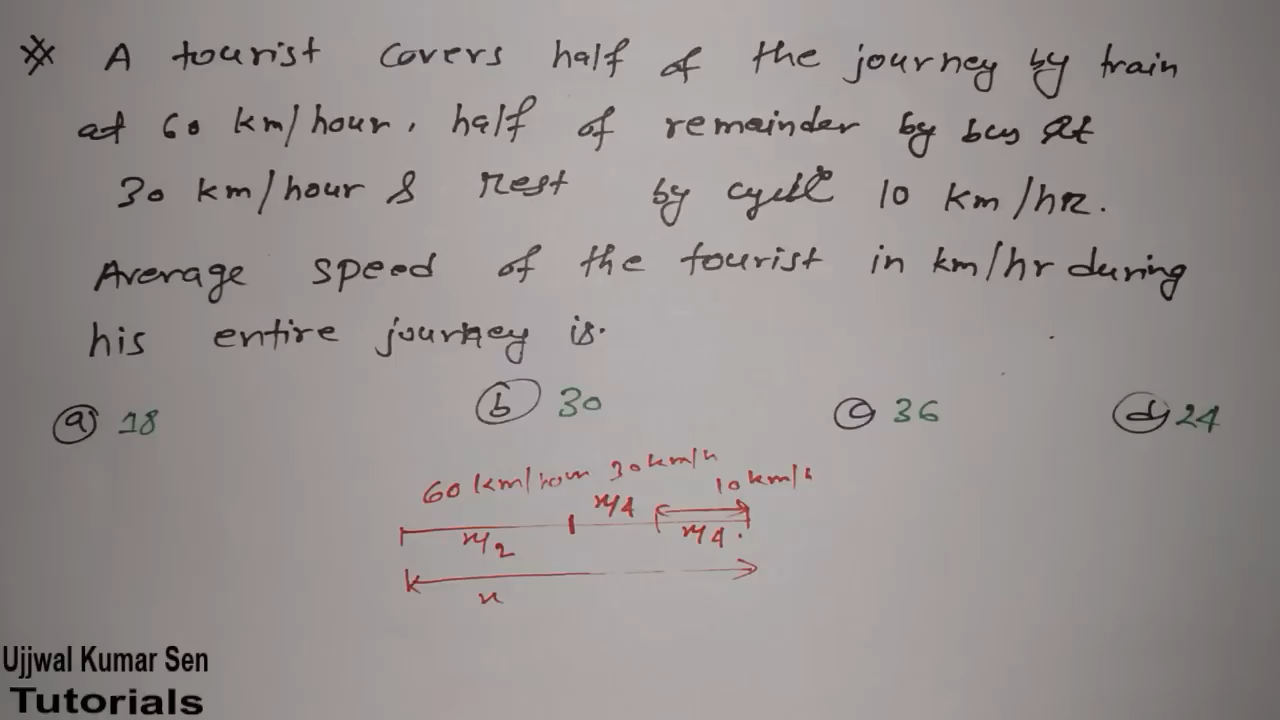 ※ A tourist covers half of the journey by train
at 60 km/hour, half of remainder by bus at
30 km/hour & rest by cycle 10 km/hr.
Average speed of the tourist in km/hr during
his entire journey is.
(a) 18 (b) 30 (c) 36 (d) 24
60 km/hour 30 km/h 10 km/h
x/2 x/4 x/4
x
Ujjwal Kumar Sen
Tutorials